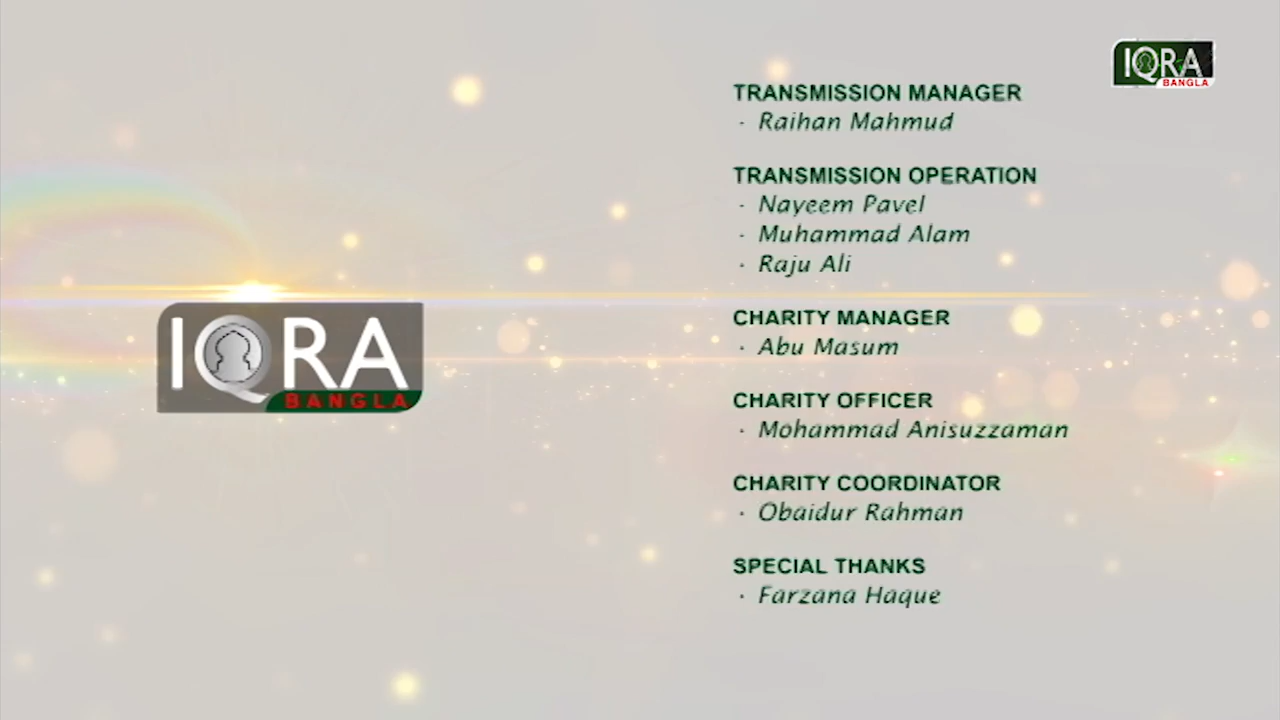 IQRA
BANGLA
TRANSMISSION MANAGER
· Raihan Mahmud
TRANSMISSION OPERATION
· Nayeem Pavel
· Muhammad Alam
· Raju Ali
CHARITY MANAGER
· Abu Masum
CHARITY OFFICER
· Mohammad Anisuzzaman
CHARITY COORDINATOR
· Obaidur Rahman
SPECIAL THANKS
· Farzana Haque
IQRA
BANGLA